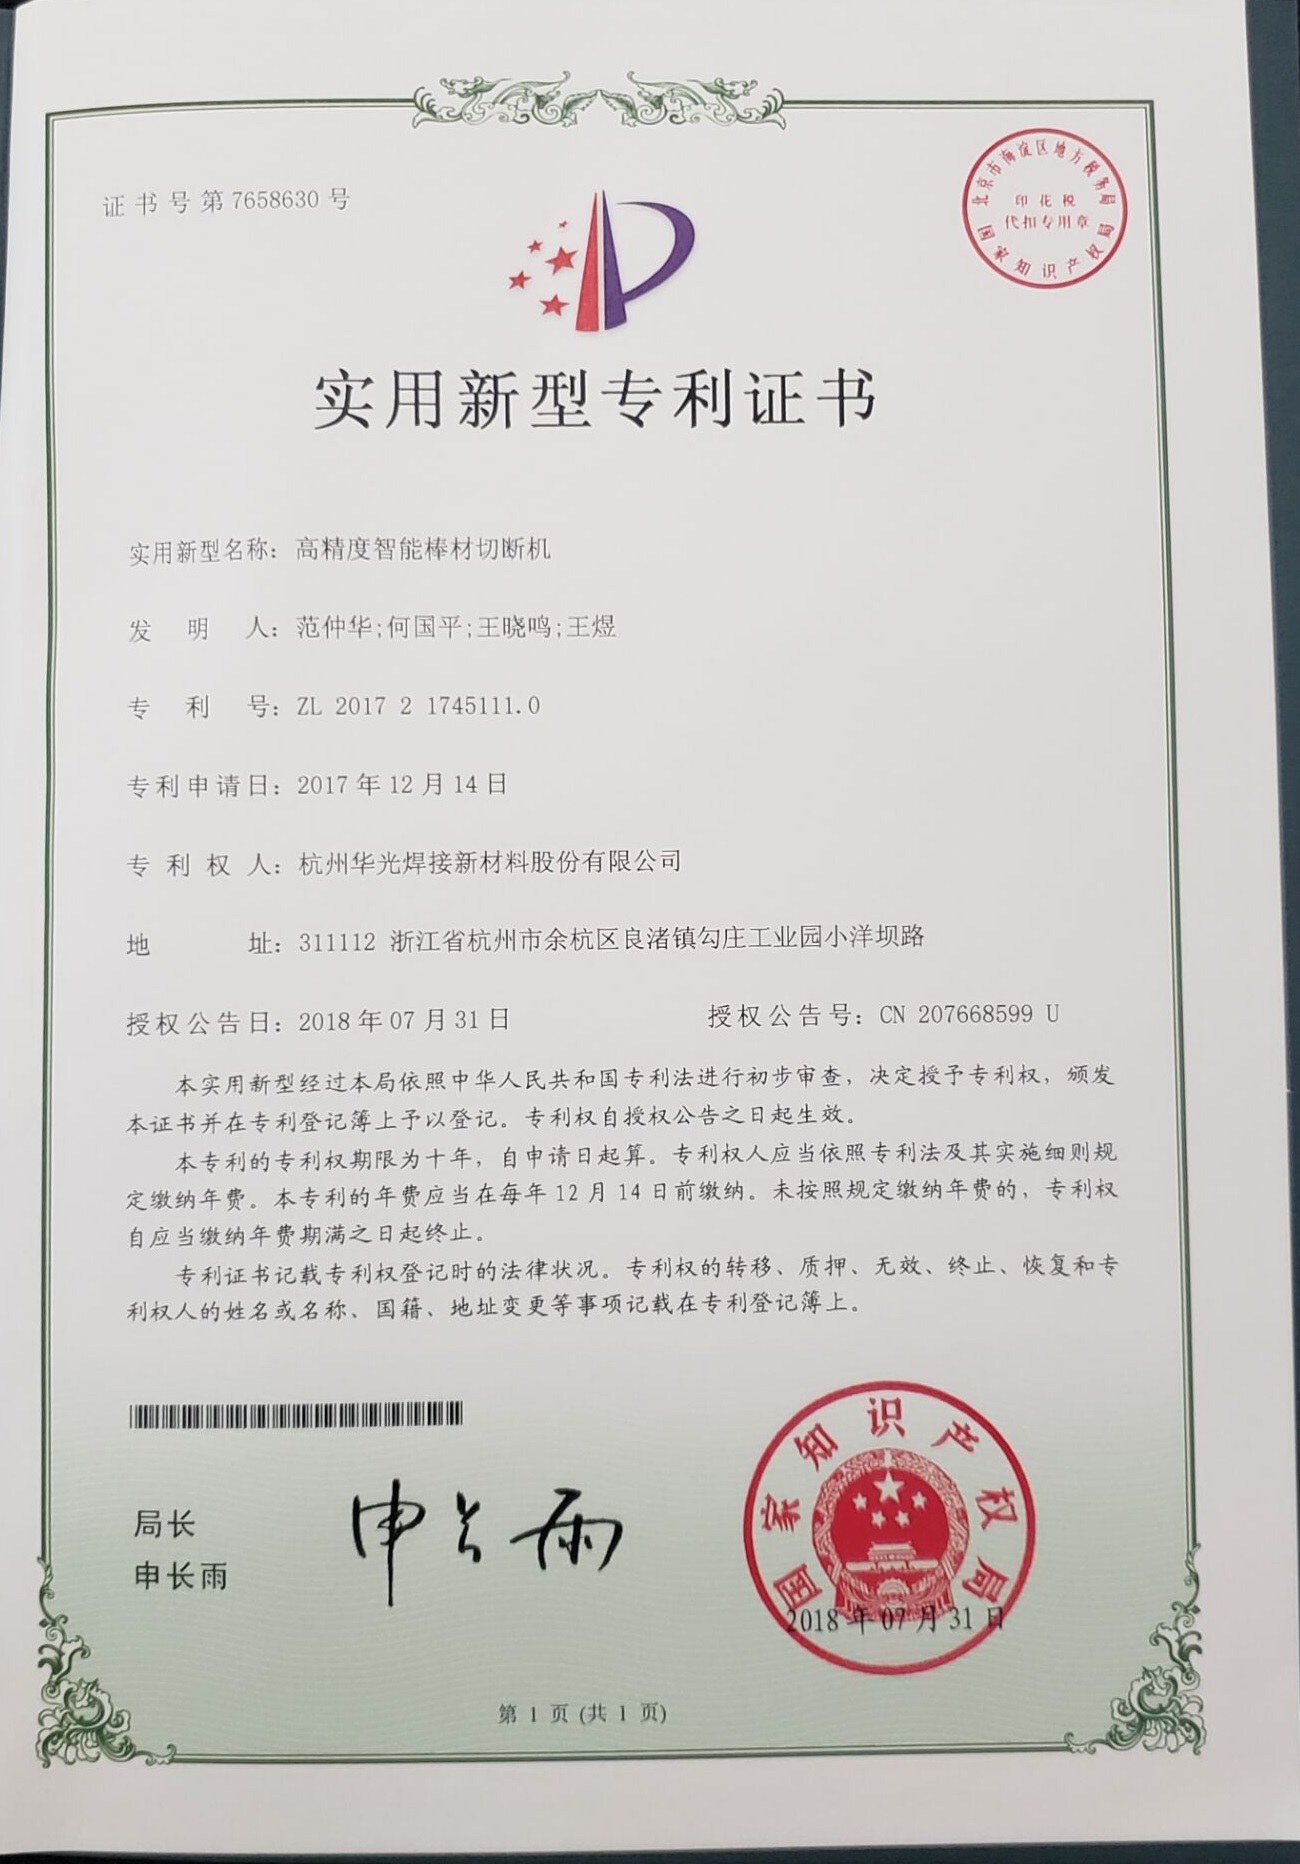 证书号第7658630号
北京市海淀区地方税务局
印花税
代扣专用章
国家知识产权局
实用新型专利证书
实用新型名称：高精度智能棒材切断机
发明人：范仲华;何国平;王晓鸣;王煜
专利号：ZL 2017 2 1745111.0
专利申请日：2017年12月14日
专利权人：杭州华光焊接新材料股份有限公司
地址：311112 浙江省杭州市余杭区良渚镇勾庄工业园小洋坝路
授权公告日：2018年07月31日 授权公告号：CN 207668599 U
本实用新型经过本局依照中华人民共和国专利法进行初步审查，决定授予专利权，颁发
本证书并在专利登记簿上予以登记。专利权自授权公告之日起生效。
本专利的专利权期限为十年，自申请日起算。专利权人应当依照专利法及其实施细则规
定缴纳年费。本专利的年费应当在每年12月14日前缴纳。未按照规定缴纳年费的，专利权
自应当缴纳年费期满之日起终止。
专利证书记载专利权登记时的法律状况。专利权的转移、质押、无效、终止、恢复和专
利权人的姓名或名称、国籍、地址变更等事项记载在专利登记簿上。
局长
申长雨
申长雨
国家知识产权局
2018年07月31日
第 1 页 (共 1 页)